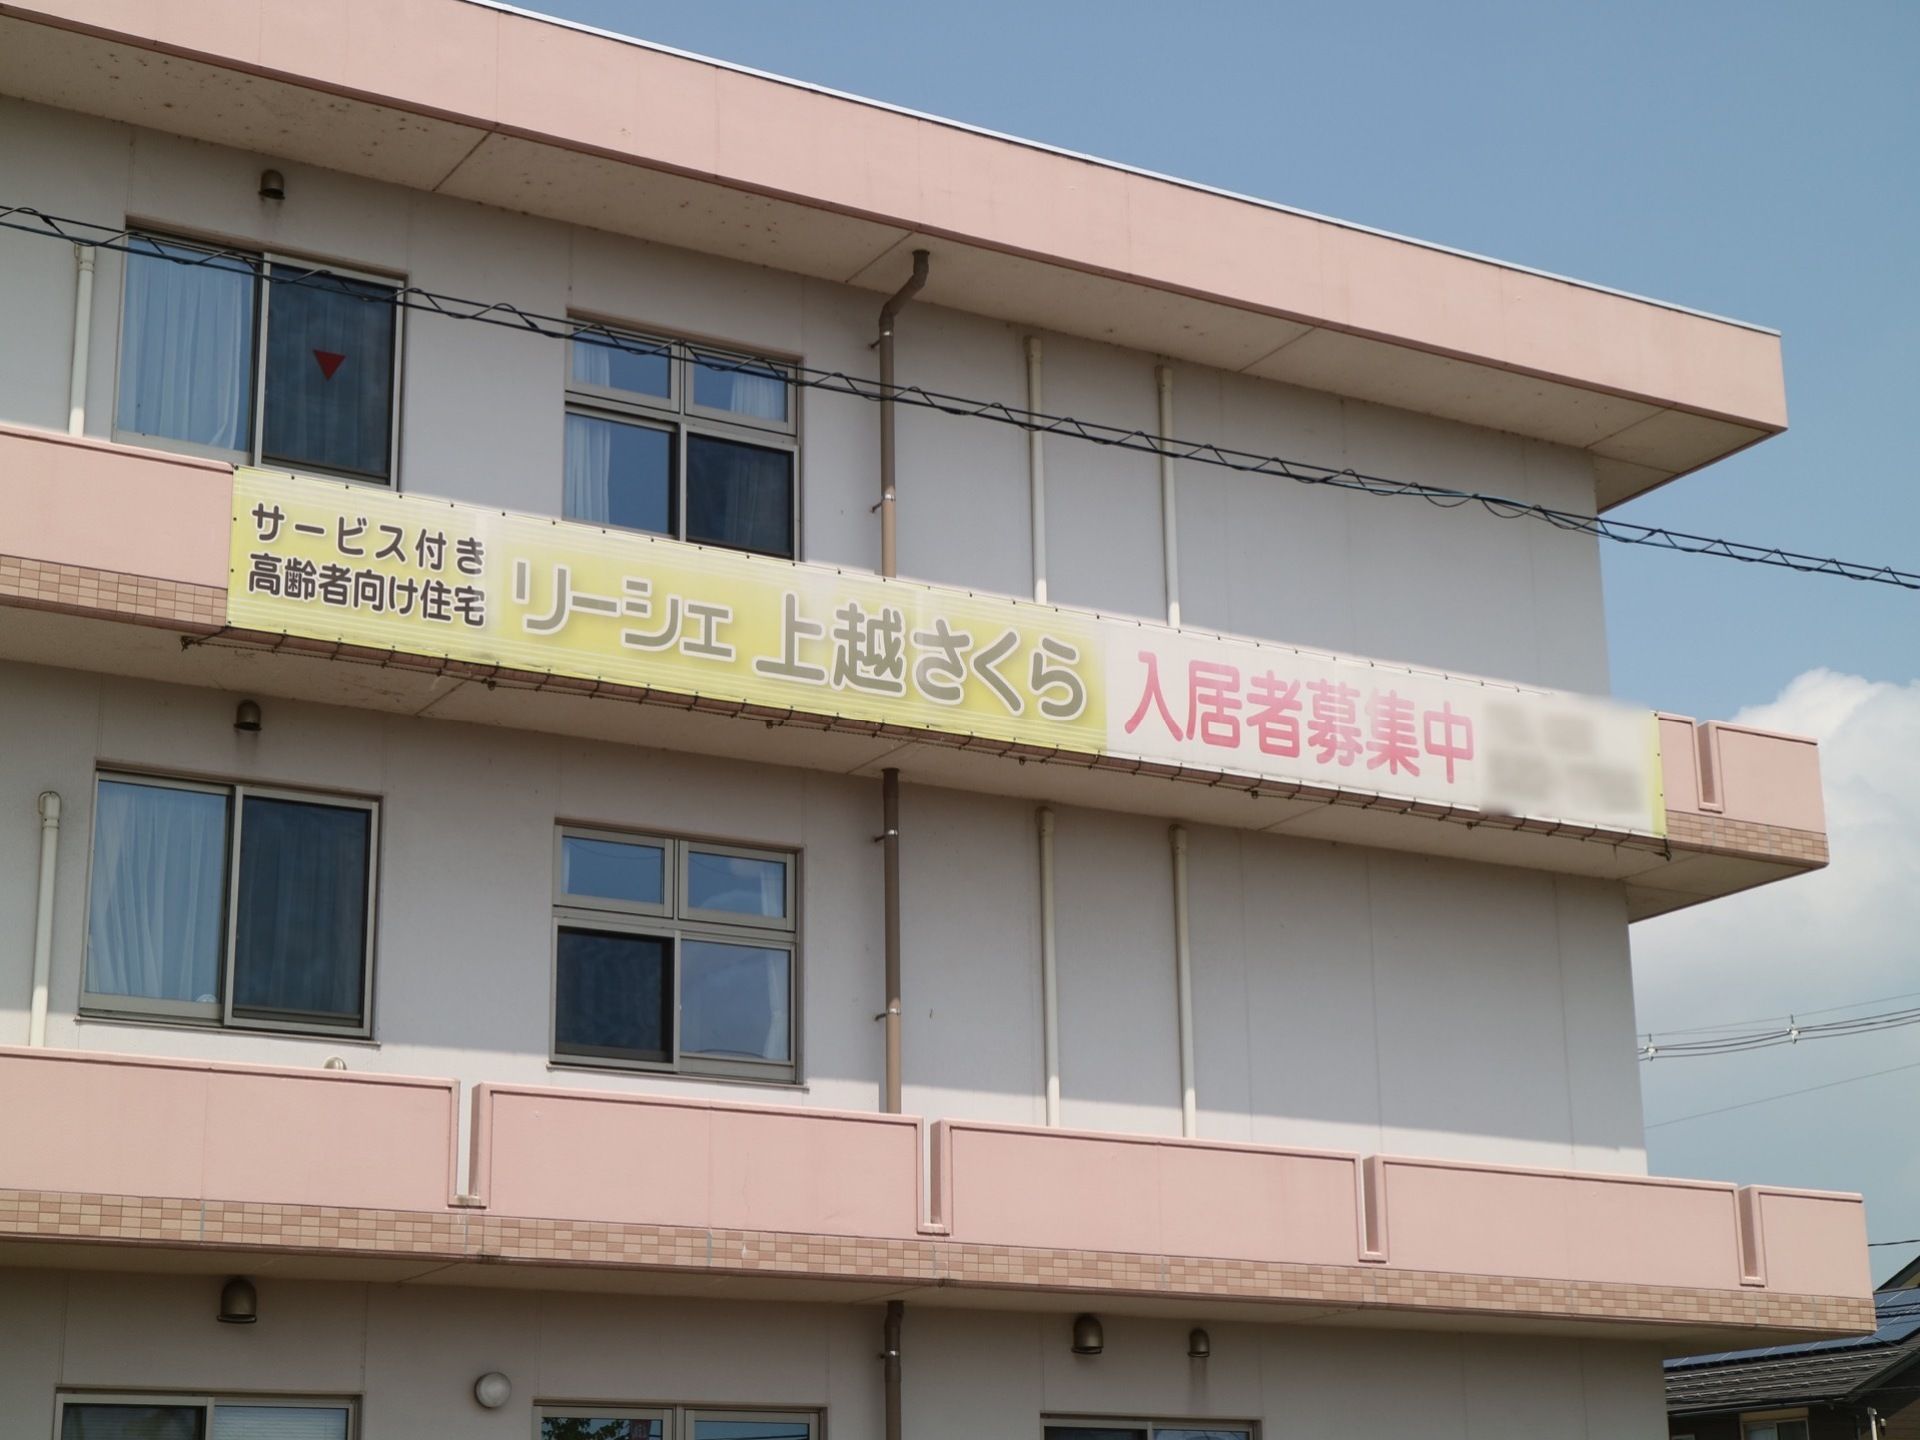 サービス付き
高齢者向け住宅
リーシェ 上越さくら
入居者募集中